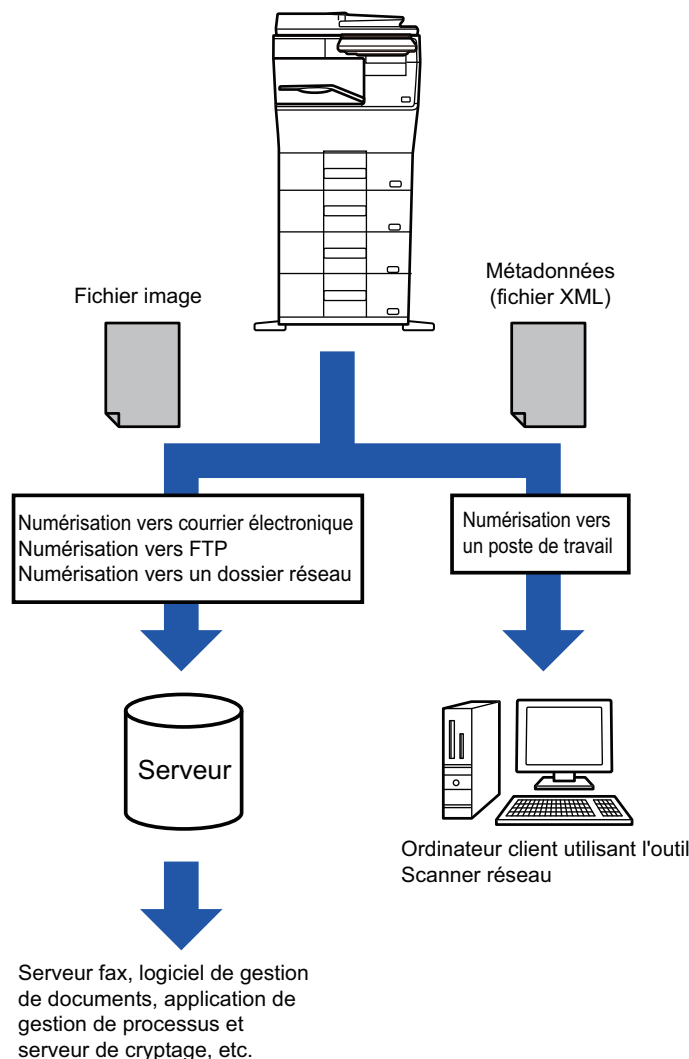 Fichier image
Métadonnées
(fichier XML)
Numérisation vers courrier électronique
Numérisation vers FTP
Numérisation vers un dossier réseau
Numérisation vers
un poste de travail
Serveur
Ordinateur client utilisant l'outil
Scanner réseau
Serveur fax, logiciel de gestion
de documents, application de
gestion de processus et
serveur de cryptage, etc.